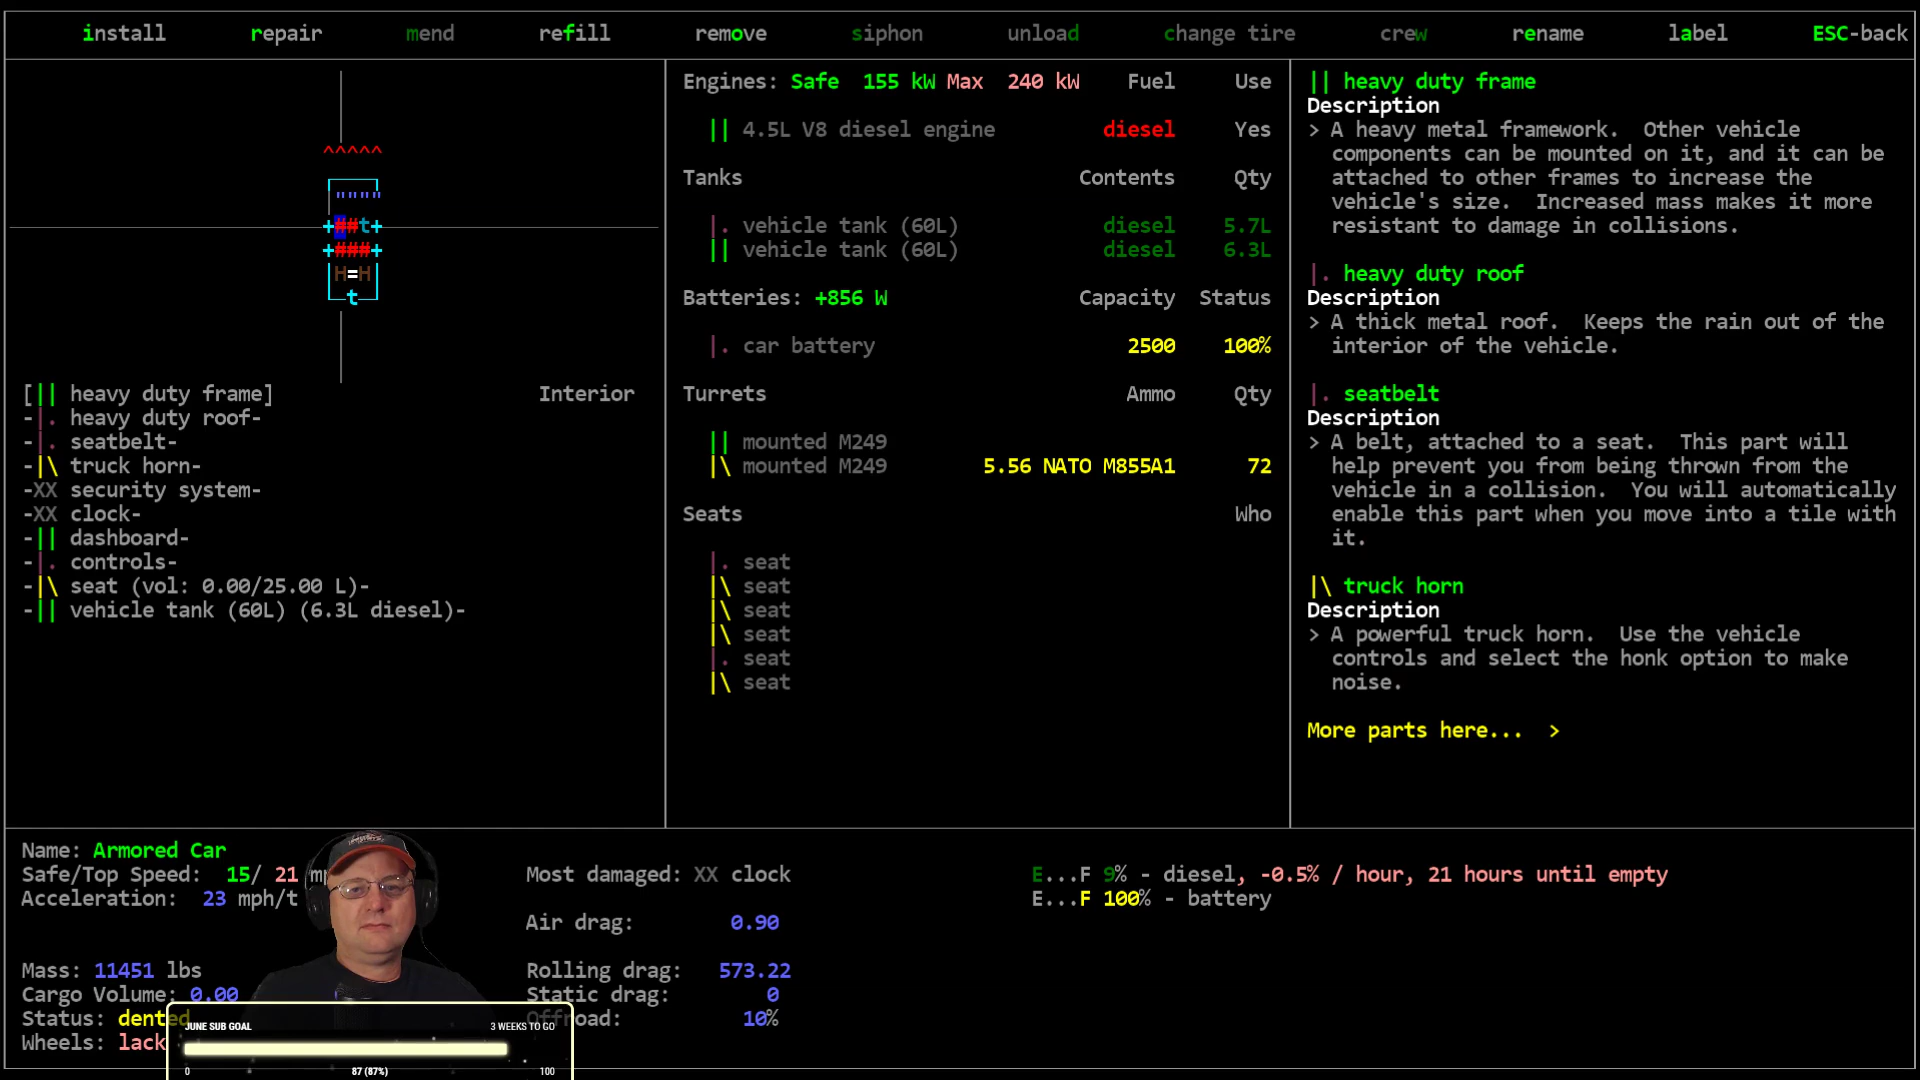 install repair mend refill remove siphon unload change tire crew rename label ESC-back
^^^^^
""""
+##t+
+###+
H=H
t
[|| heavy duty frame] Interior
-|. heavy duty roof-
-|. seatbelt-
-|\ truck horn-
-XX security system-
-XX clock-
-|| dashboard-
-|. controls-
-|\ seat (vol: 0.00/25.00 L)-
-|| vehicle tank (60L) (6.3L diesel)-
Engines: Safe 155 kW Max 240 kW Fuel Use
|| 4.5L V8 diesel engine diesel Yes
Tanks Contents Qty
|. vehicle tank (60L) diesel 5.7L
|| vehicle tank (60L) diesel 6.3L
Batteries: +856 W Capacity Status
|. car battery 2500 100%
Turrets Ammo Qty
|| mounted M249
|\ mounted M249 5.56 NATO M855A1 72
Seats Who
|. seat
|\ seat
|\ seat
|\ seat
|. seat
|\ seat
|| heavy duty frame
Description
> A heavy metal framework. Other vehicle
components can be mounted on it, and it can be
attached to other frames to increase the
vehicle's size. Increased mass makes it more
resistant to damage in collisions.
|. heavy duty roof
Description
> A thick metal roof. Keeps the rain out of the
interior of the vehicle.
|. seatbelt
Description
> A belt, attached to a seat. This part will
help prevent you from being thrown from the
vehicle in a collision. You will automatically
enable this part when you move into a tile with
it.
|\ truck horn
Description
> A powerful truck horn. Use the vehicle
controls and select the honk option to make
noise.
More parts here... >
Name: Armored Car
Safe/Top Speed: 15/ 21
Acceleration: 23 mph/t
Mass: 11451 lbs
Cargo Volume: 0.00
Status: dented
Wheels: lack
Most damaged: XX clock
Air drag: 0.90
Rolling drag: 573.22
Static drag: 0
Offroad: 10%
E...F 9% - diesel, -0.5% / hour, 21 hours until empty
E...F 100% - battery
JUNE SUB GOAL 3 WEEKS TO GO
0 87 (87%) 100